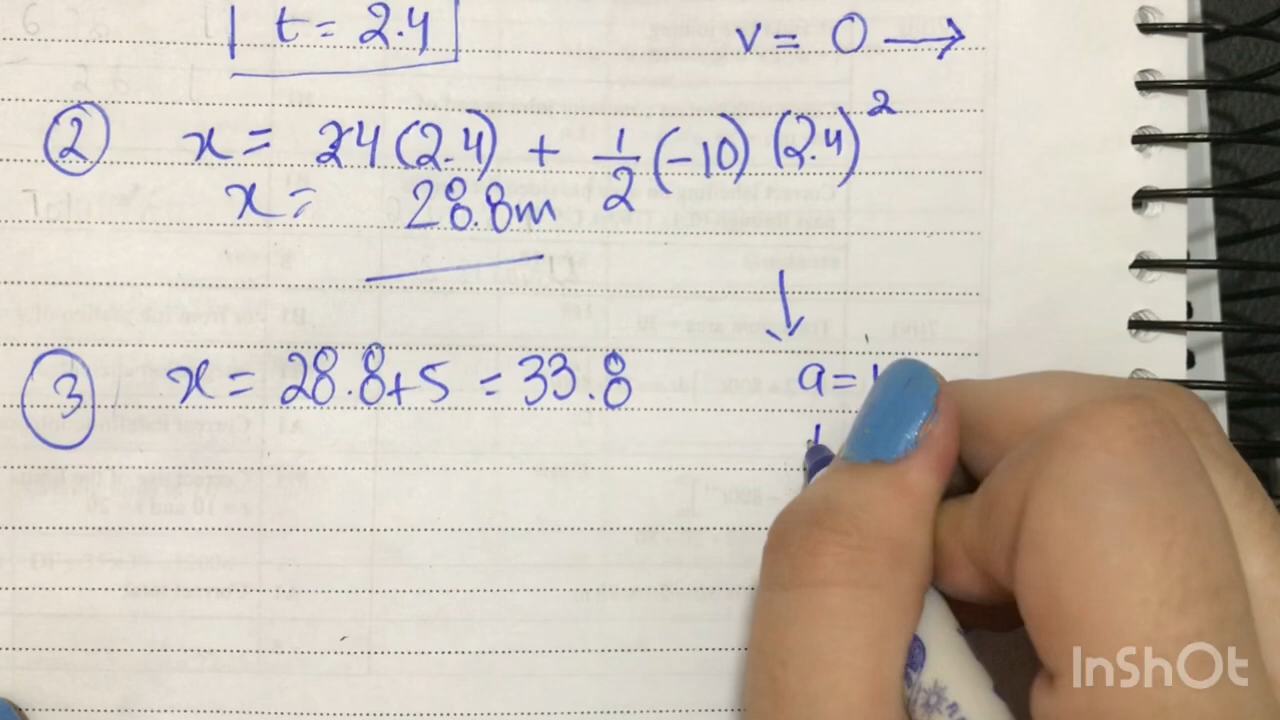 t = 2.4
v = 0 →
② x = 24 (2.4) + 1/2 (-10) (2.4)²
x = 28.8m
↓
③ x = 28.8 + 5 = 33.8
a =
InShOt